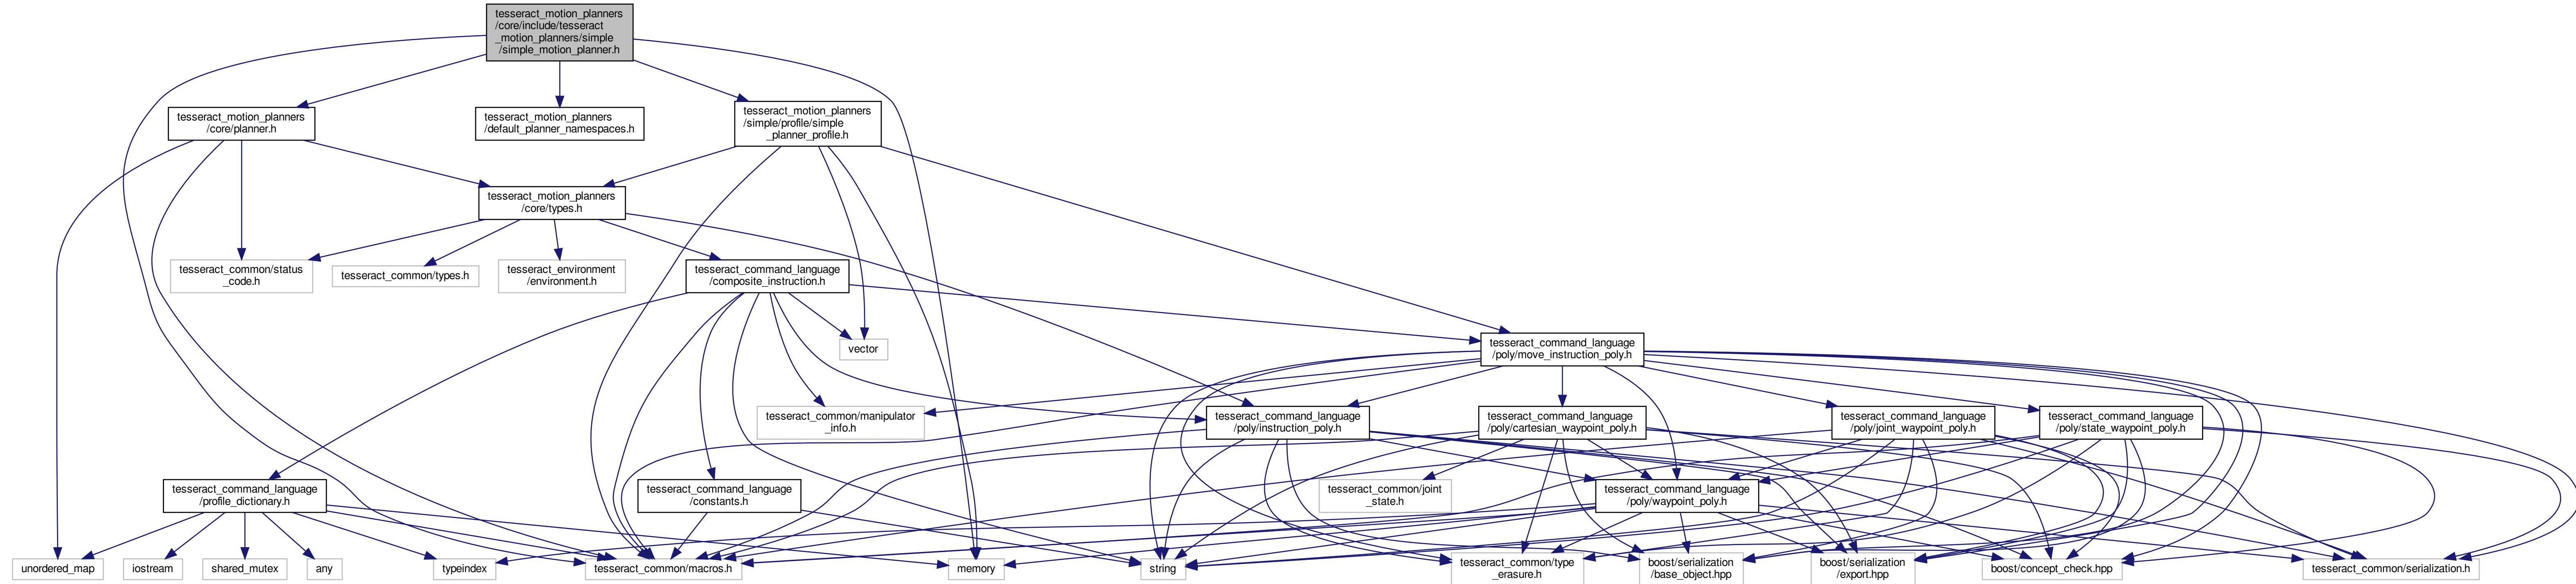 tesseract_motion_planners
/core/include/tesseract
_motion_planners/simple
/simple_motion_planner.h
tesseract_motion_planners
/core/planner.h
tesseract_motion_planners
/default_planner_namespaces.h
tesseract_motion_planners
/simple/profile/simple
_planner_profile.h
tesseract_motion_planners
/core/types.h
tesseract_common/status
_code.h
tesseract_common/types.h
tesseract_environment
/environment.h
tesseract_command_language
/composite_instruction.h
vector
tesseract_command_language
/poly/move_instruction_poly.h
tesseract_common/manipulator
_info.h
tesseract_command_language
/poly/instruction_poly.h
tesseract_command_language
/poly/cartesian_waypoint_poly.h
tesseract_command_language
/poly/joint_waypoint_poly.h
tesseract_command_language
/poly/state_waypoint_poly.h
tesseract_command_language
/profile_dictionary.h
tesseract_command_language
/constants.h
tesseract_common/joint
_state.h
tesseract_command_language
/poly/waypoint_poly.h
unordered_map
iostream
shared_mutex
any
typeindex
tesseract_common/macros.h
memory
string
tesseract_common/type
_erasure.h
boost/serialization
/base_object.hpp
boost/serialization
/export.hpp
boost/concept_check.hpp
tesseract_common/serialization.h